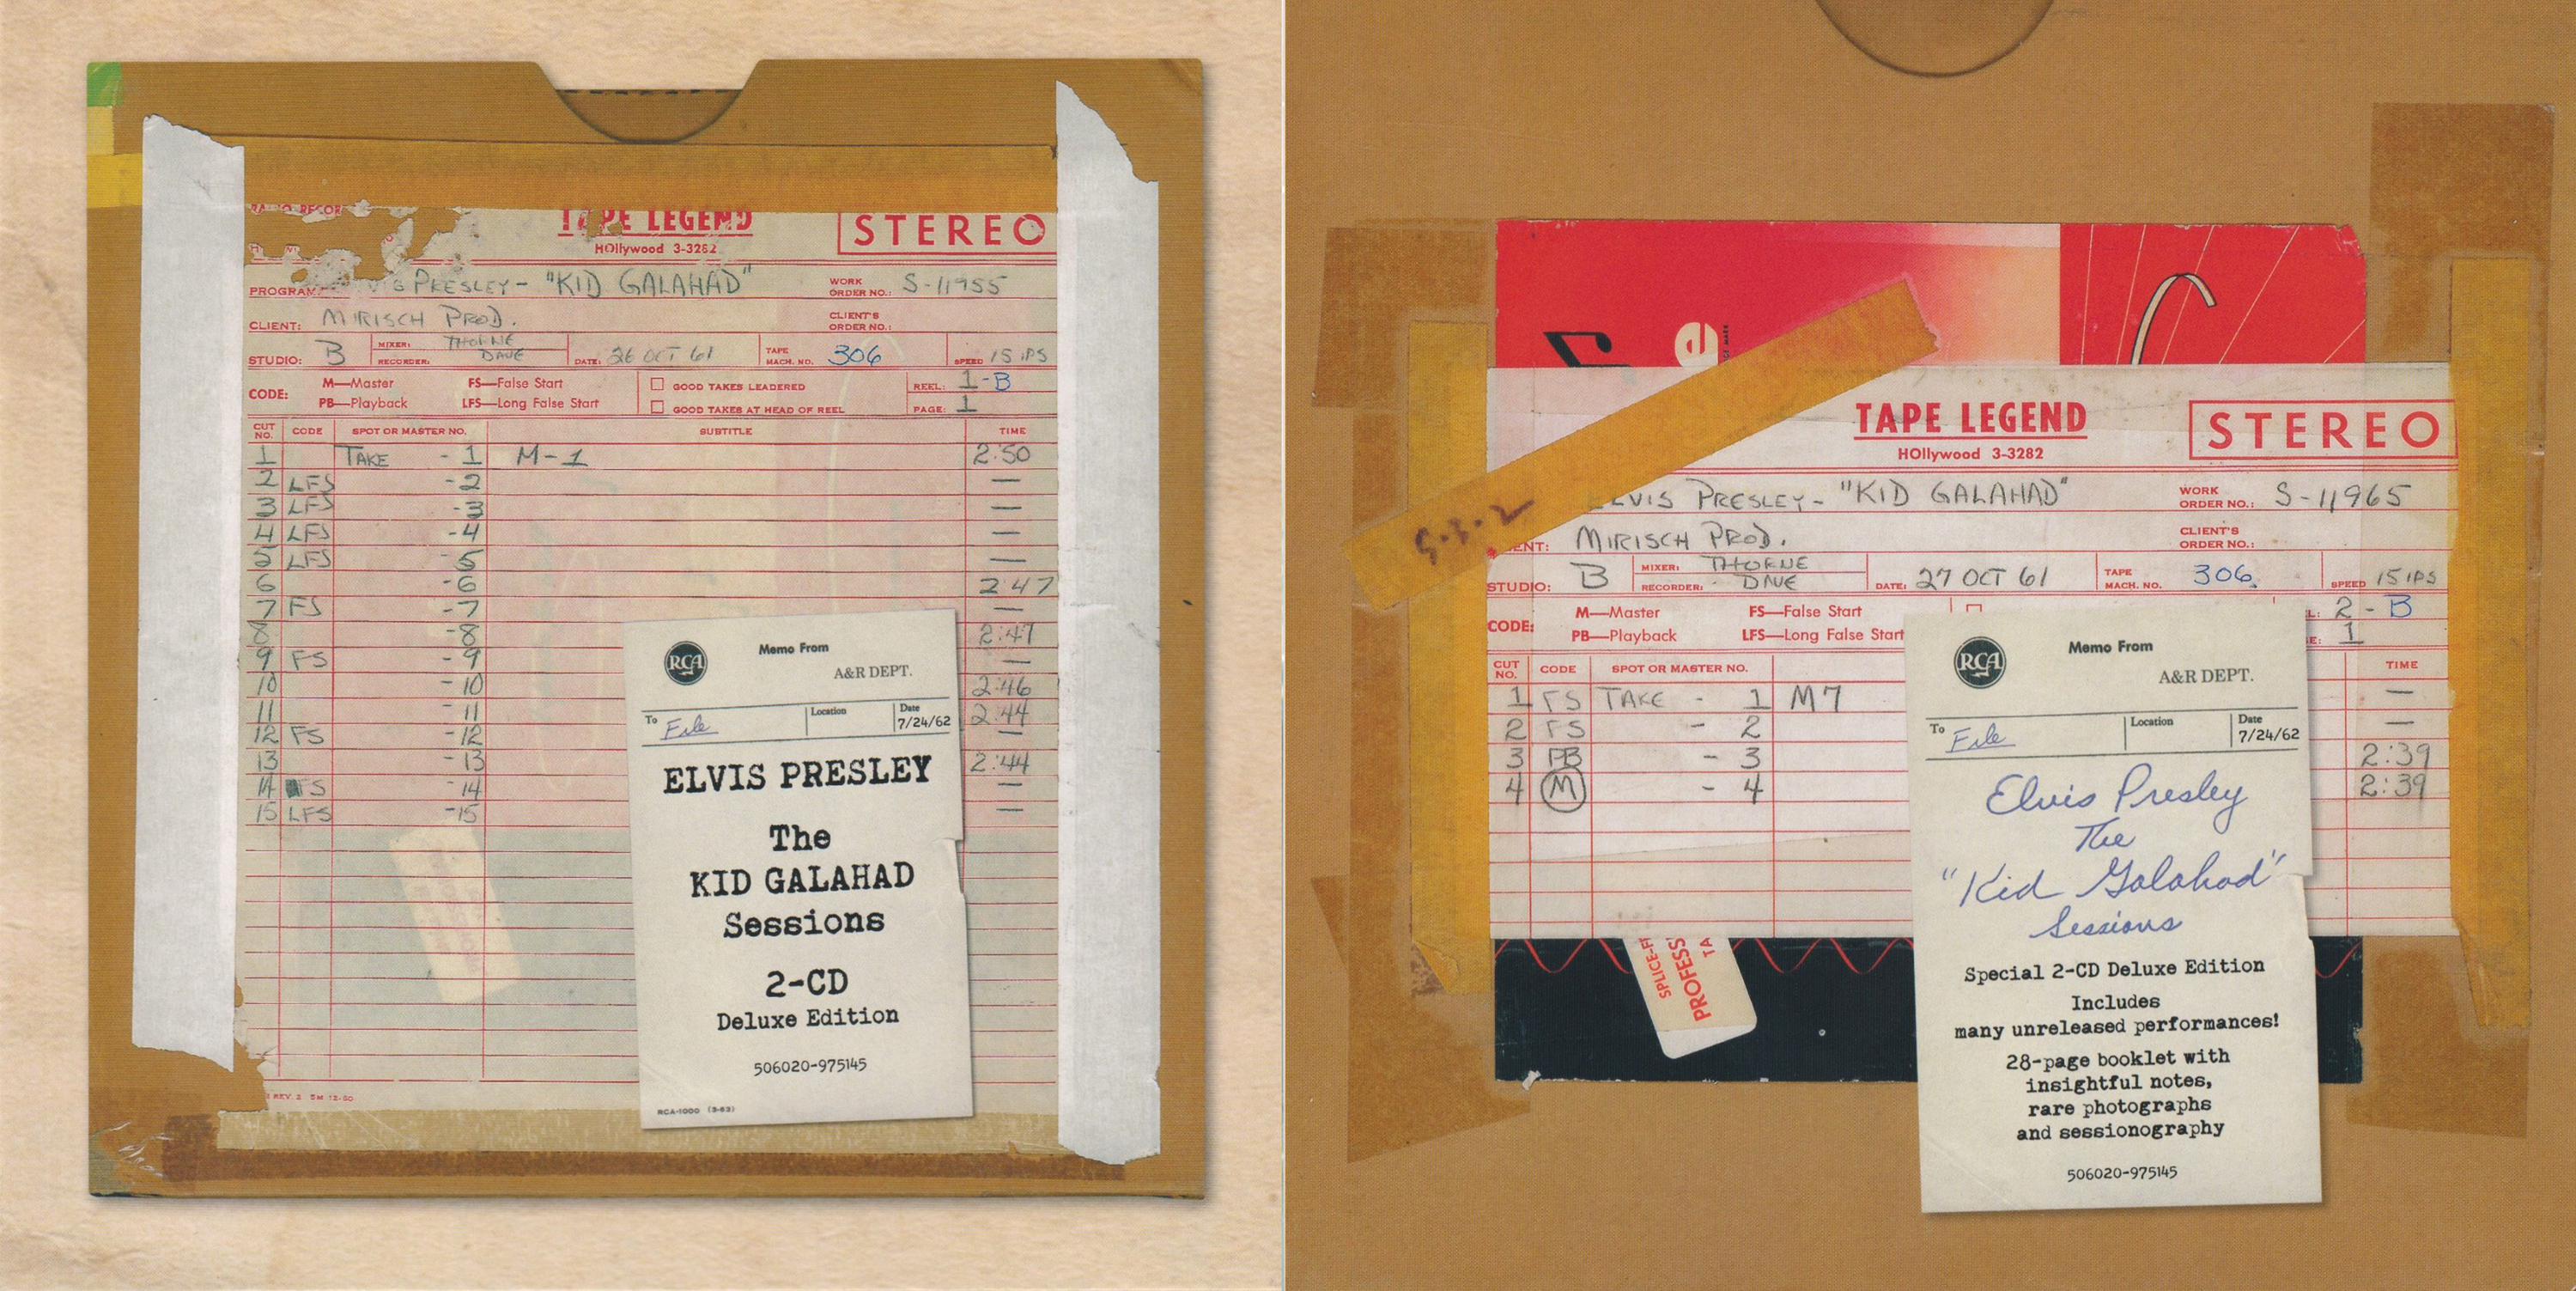 TAPE LEGEND
STEREO
HOllywood 3-3282
PROGRAM: PRESLEY- "KID GALAHAD"
WORK ORDER NO.: S-11955
CLIENT: MIRISCH PROD.
CLIENT'S ORDER NO.:
STUDIO: B
MIXER: THORNE
RECORDER: DAVE
DATE: 26 OCT 61
TAPE MACH. NO. 306
SPEED 15 IPS
CODE:
M—Master FS—False Start
PB—Playback LFS—Long False Start
GOOD TAKES LEADERED
GOOD TAKES AT HEAD OF REEL
REEL: 1-B
PAGE: 1
CUT NO. CODE SPOT OR MASTER NO. SUBTITLE TIME
1 TAKE -1 M-1 2:50
2 LFS -2 —
3 LFS -3 —
4 LFS -4 —
5 LFS -5 —
6 -6 2:47
7 FS -7 —
8 -8 2:47
9 FS -9 —
10 -10 2:46
11 -11 2:44
12 FS -12 —
13 -13 2:44
14 FS -14 —
15 LFS -15 —
REV. 2 5M 12-60
RCA
Memo From
A&R DEPT.
To File
Location
Date 7/24/62
ELVIS PRESLEY
The
KID GALAHAD
Sessions
2-CD
Deluxe Edition
506020-975145
RCA-1000 (3-63)
TAPE LEGEND
STEREO
HOllywood 3-3282
ELVIS PRESLEY- "KID GALAHAD"
WORK ORDER NO.: S-11965
MIRISCH PROD.
CLIENT'S ORDER NO.:
STUDIO: B
MIXER: THORNE
RECORDER: DAVE
DATE: 27 OCT 61
TAPE MACH. NO. 306
SPEED 15 IPS
CODE:
M—Master FS—False Start
PB—Playback LFS—Long False Start
2-B
1
CUT NO. CODE SPOT OR MASTER NO. TIME
1 FS TAKE - 1 M7 —
2 FS - 2 —
3 PB - 3 2:39
4 M - 4 2:39
SPLICE-F
PROFESS
TA
RCA
Memo From
A&R DEPT.
To File
Location
Date 7/24/62
Elvis Presley
The
"Kid Galahad"
Sessions
Special 2-CD Deluxe Edition
Includes
many unreleased performances!
28-page booklet with
insightful notes,
rare photographs
and sessionography
506020-975145